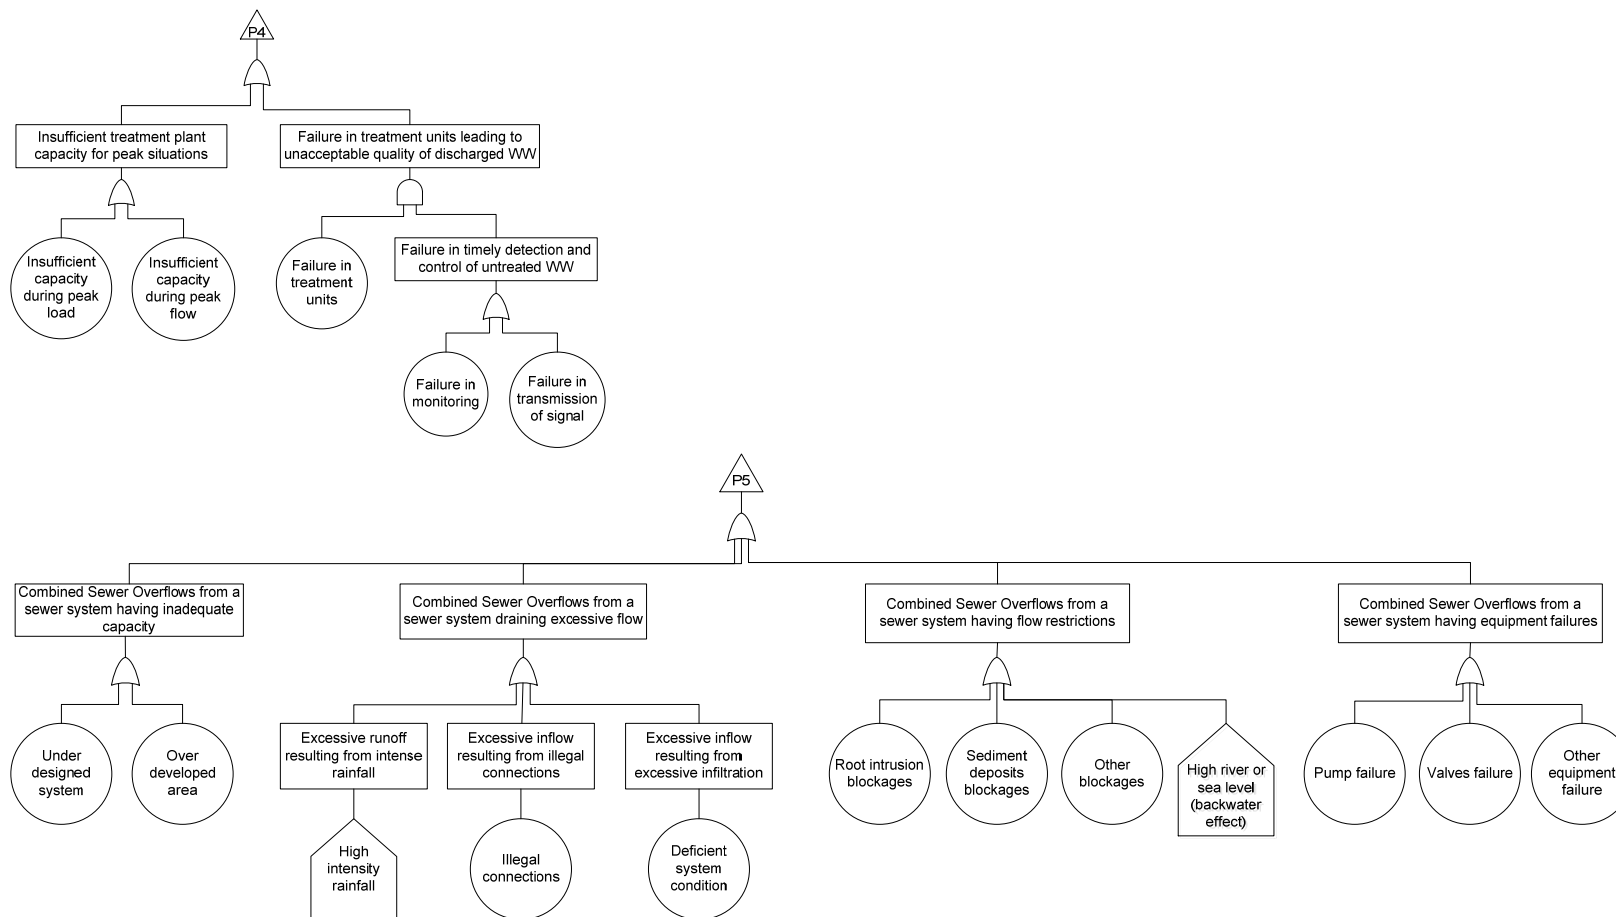 P4
Insufficient treatment plant
capacity for peak situations
Failure in treatment units leading to
unacceptable quality of discharged WW
Insufficient
capacity
during peak
load
Insufficient
capacity
during peak
flow
Failure in
treatment
units
Failure in timely detection and
control of untreated WW
Failure in
monitoring
Failure in
transmission
of signal
P5
Combined Sewer Overflows from a
sewer system having inadequate
capacity
Combined Sewer Overflows from a
sewer system draining excessive flow
Combined Sewer Overflows from a
sewer system having flow restrictions
Combined Sewer Overflows from a
sewer system having equipment failures
Under
designed
system
Over
developed
area
Excessive runoff
resulting from intense
rainfall
Excessive inflow
resulting from illegal
connections
Excessive inflow
resulting from
excessive infiltration
Root intrusion
blockages
Sediment
deposits
blockages
Other
blockages
High river or
sea level
(backwater
effect)
Pump failure
Valves failure
Other
equipment
failure
High
intensity
rainfall
Illegal
connections
Deficient
system
condition